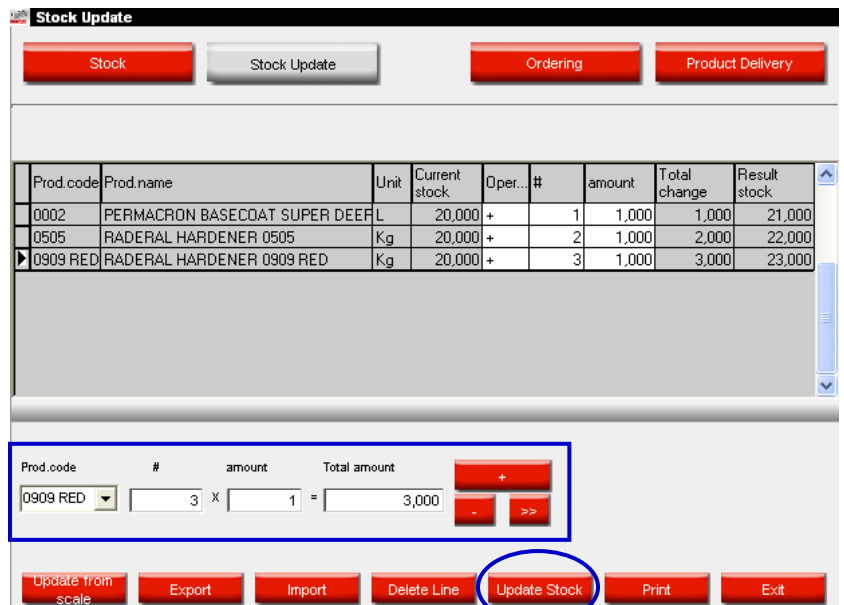 Stock Update
Stock Stock Update Ordering Product Delivery
Prod.code Prod.name Unit Current stock Oper... # amount Total change Result stock
0002 PERMACRON BASECOAT SUPER DEEP L 20,000 + 1 1,000 1,000 21,000
0505 RADERAL HARDENER 0505 Kg 20,000 + 2 1,000 2,000 22,000
0909 RED RADERAL HARDENER 0909 RED Kg 20,000 + 3 1,000 3,000 23,000
Prod.code # amount Total amount
+
0909 RED 3 X 1 = 3,000
- >>
Update from scale Export Import Delete Line Update Stock Print Exit